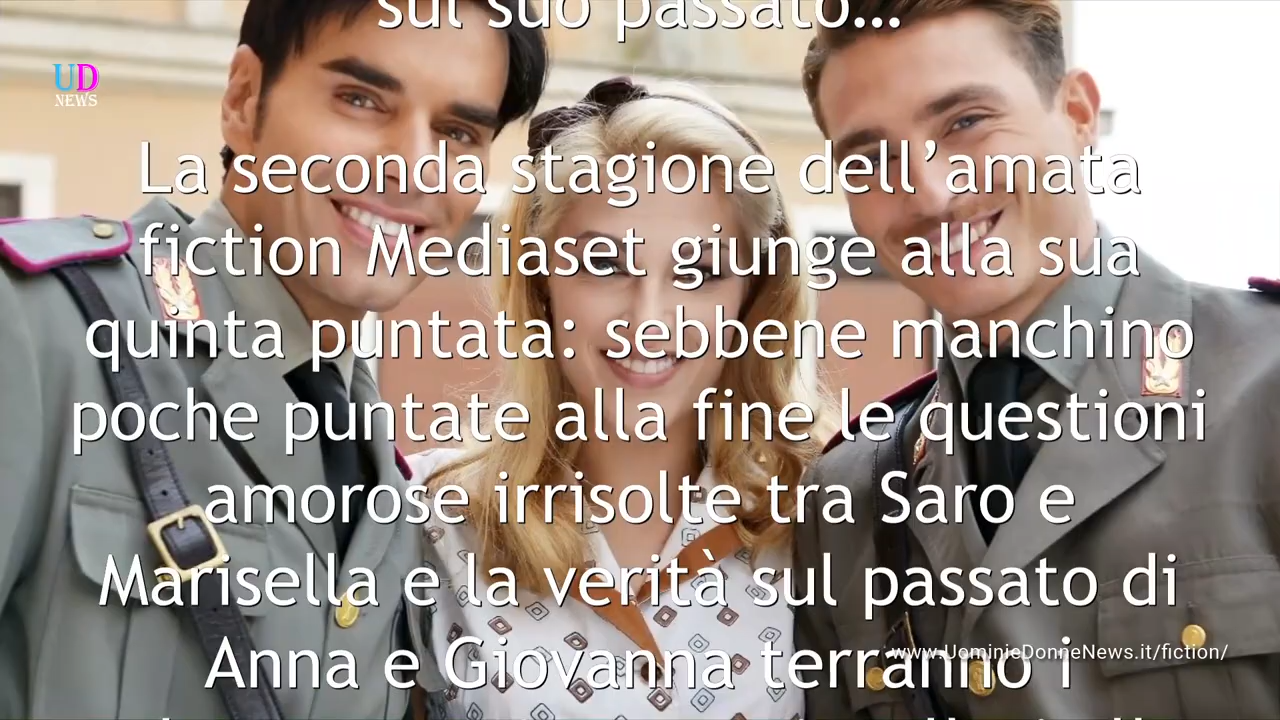 sul suo passato...
UD
NEWS
La seconda stagione dell’amata
fiction Mediaset giunge alla sua
quinta puntata: sebbene manchino
poche puntate alla fine le questioni
amorose irrisolte tra Saro e
Marisella e la verità sul passato di
Anna e Giovanna terranno i
www.UominieDonneNews.it/fiction/